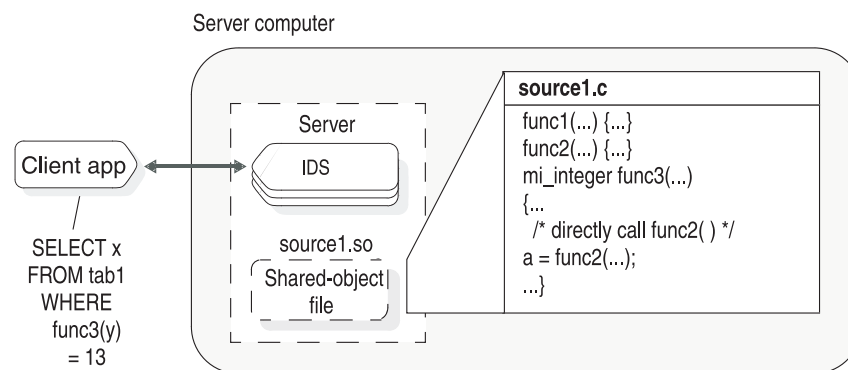 Server computer
Client app
SELECT x
FROM tab1
WHERE
func3(y)
= 13
Server
IDS
source1.so
Shared-object
file
source1.c
func1(...) {...}
func2(...) {...}
mi_integer func3(...)
{...
/* directly call func2( ) */
a = func2(...);
...}